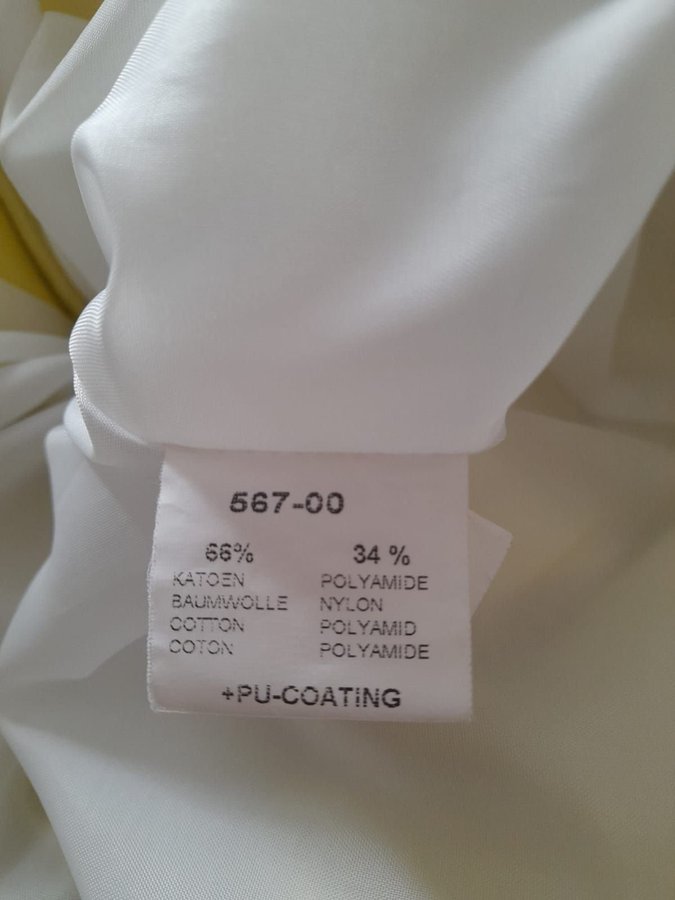 567-00
66% 34 %
KATOEN POLYAMIDE
BAUMWOLLE NYLON
COTTON POLYAMID
COTON POLYAMIDE
+PU-COATING